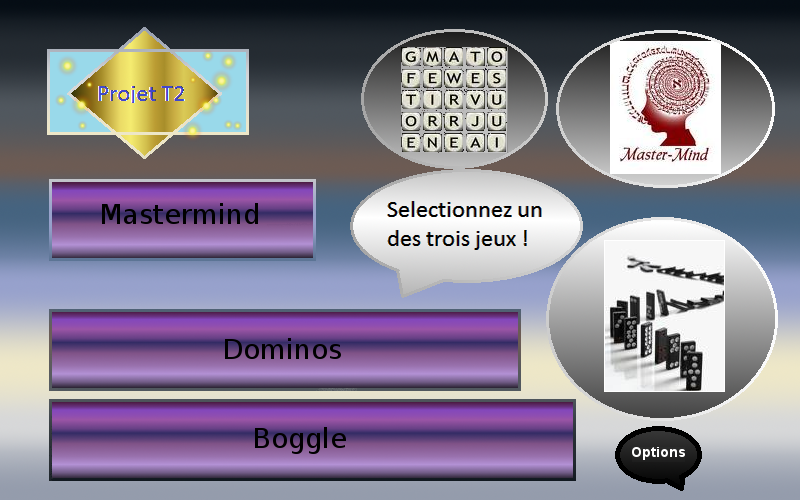 Projet T2
G M A T O
F E W E S
T I R V U
O R R J U
E N E A I
Master-Mind
Mastermind
Selectionnez un
des trois jeux !
Dominos
Boggle
Options